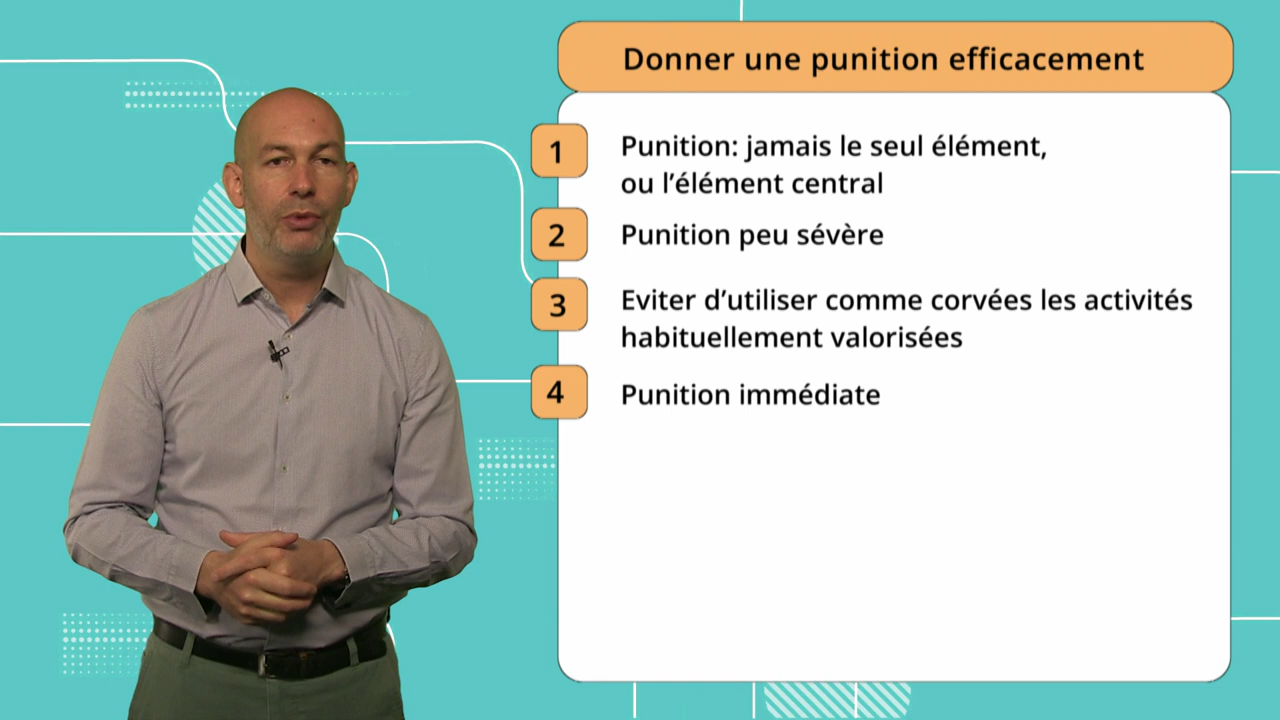 Donner une punition efficacement
1 Punition: jamais le seul élément,
ou l’élément central
2 Punition peu sévère
3 Eviter d’utiliser comme corvées les activités
habituellement valorisées
4 Punition immédiate